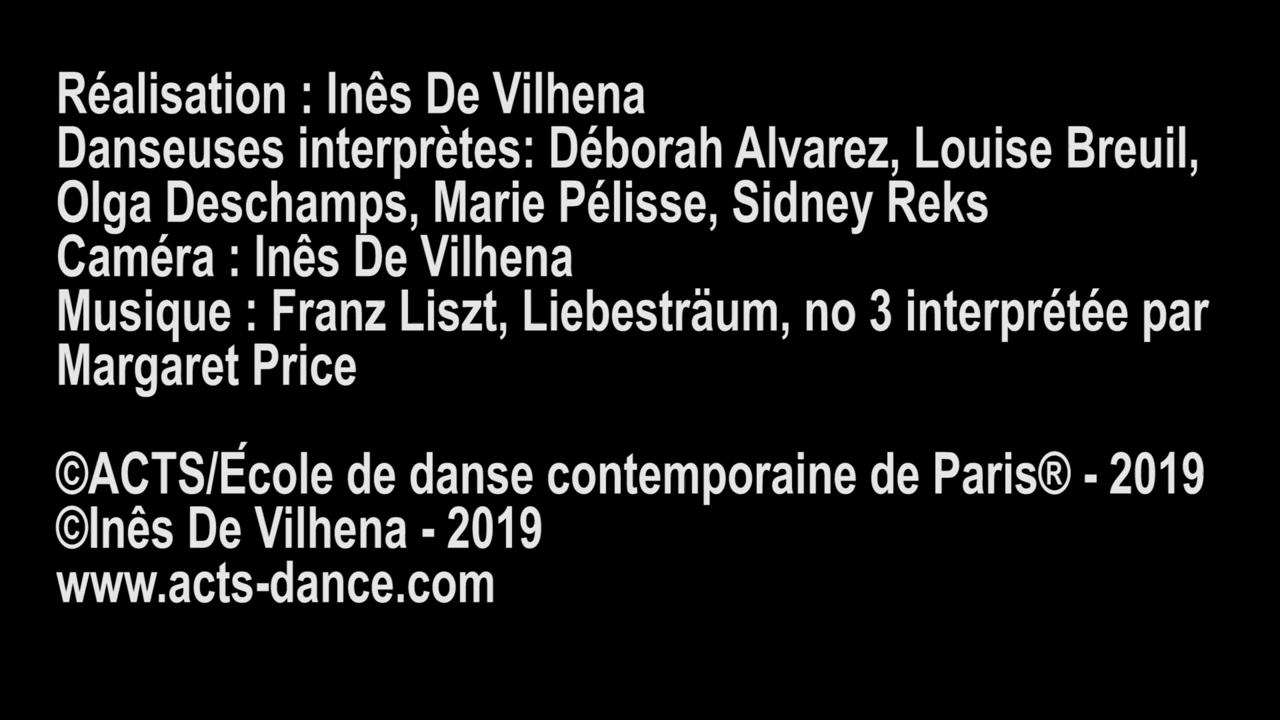 Réalisation : Inês De Vilhena
Danseuses interprètes: Déborah Alvarez, Louise Breuil,
Olga Deschamps, Marie Pélisse, Sidney Reks
Caméra : Inês De Vilhena
Musique : Franz Liszt, Liebesträum, no 3 interprétée par
Margaret Price
©ACTS/École de danse contemporaine de Paris® - 2019
©Inês De Vilhena - 2019
www.acts-dance.com